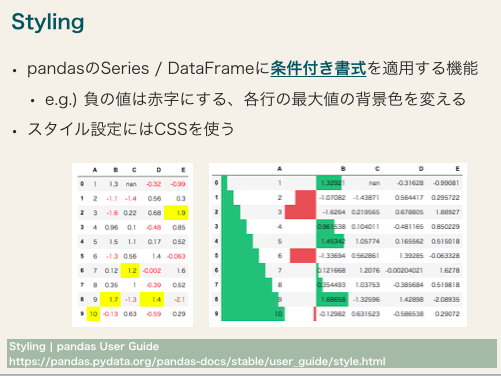 Styling
• pandasのSeries / DataFrameに条件付き書式を適用する機能
• e.g.) 負の値は赤字にする、各行の最大値の背景色を変える
• スタイル設定にはCSSを使う
A B C D E
0 1 1.3 nan -0.32 -0.99
1 2 -1.1 -1.4 0.56 0.3
2 3 -1.6 0.22 0.68 1.9
3 4 0.96 0.1 -0.48 0.85
4 5 1.5 1.1 0.17 0.52
5 6 -1.3 0.56 1.4 -0.063
6 7 0.12 1.2 -0.002 1.6
7 8 0.35 1 -0.39 0.52
8 9 1.7 -1.3 1.4 -2.1
9 10 -0.13 0.63 -0.59 0.29
A B C D E
0 1 1.32921 nan -0.31628 -0.99081
1 2 -1.07082 -1.43871 0.564417 0.295722
2 3 -1.6264 0.219565 0.678805 1.88927
3 4 0.961538 0.104011 -0.481165 0.850229
4 5 1.45342 1.05774 0.165562 0.515018
5 6 -1.33694 0.562861 1.39285 -0.063328
6 7 0.121668 1.2076 -0.00204021 1.6278
7 8 0.354493 1.03753 -0.385684 0.519818
8 9 1.68658 -1.32596 1.42898 -2.08935
9 10 -0.12982 0.631523 -0.586538 0.29072
Styling | pandas User Guide
https://pandas.pydata.org/pandas-docs/stable/user_guide/style.html